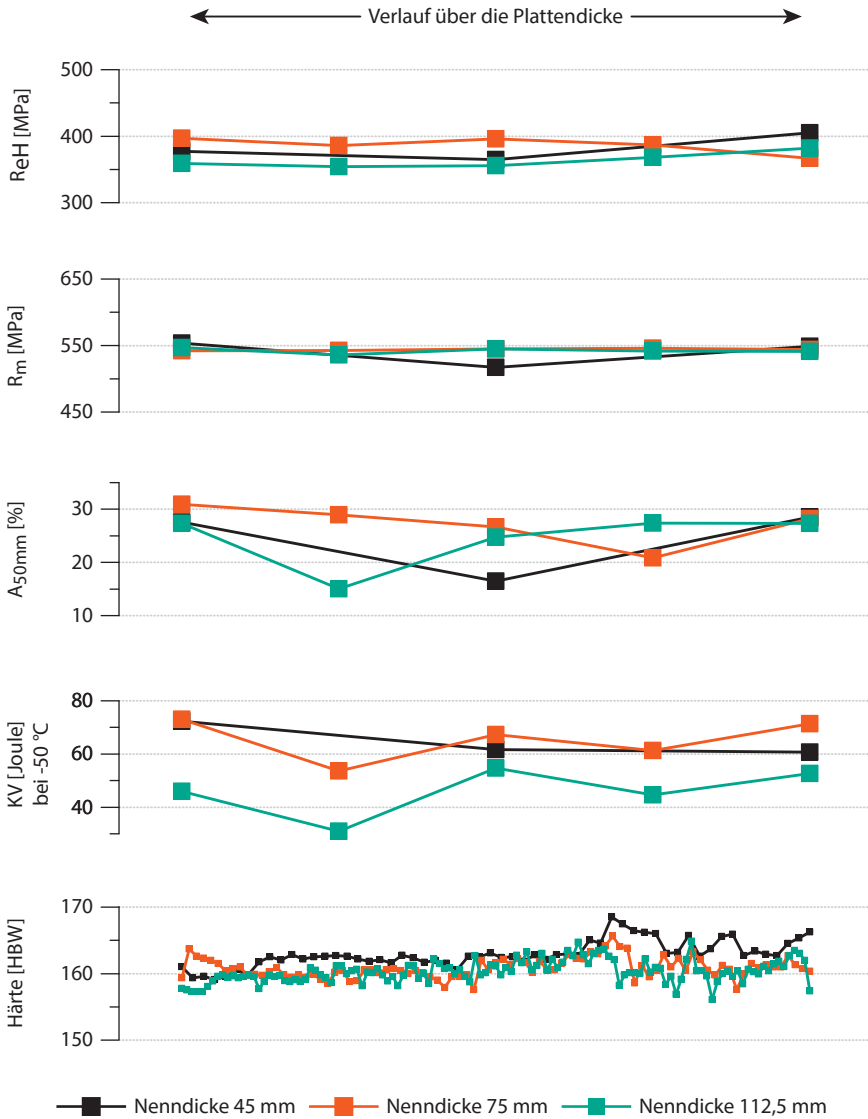 Verlauf über die Plattendicke
500
400
300
ReH [MPa]
650
550
450
Rm [MPa]
30
20
10
A50mm [%]
80
60
40
KV [Joule]
bei -50 °C
170
160
150
Härte [HBW]
Nenndicke 45 mm Nenndicke 75 mm Nenndicke 112,5 mm